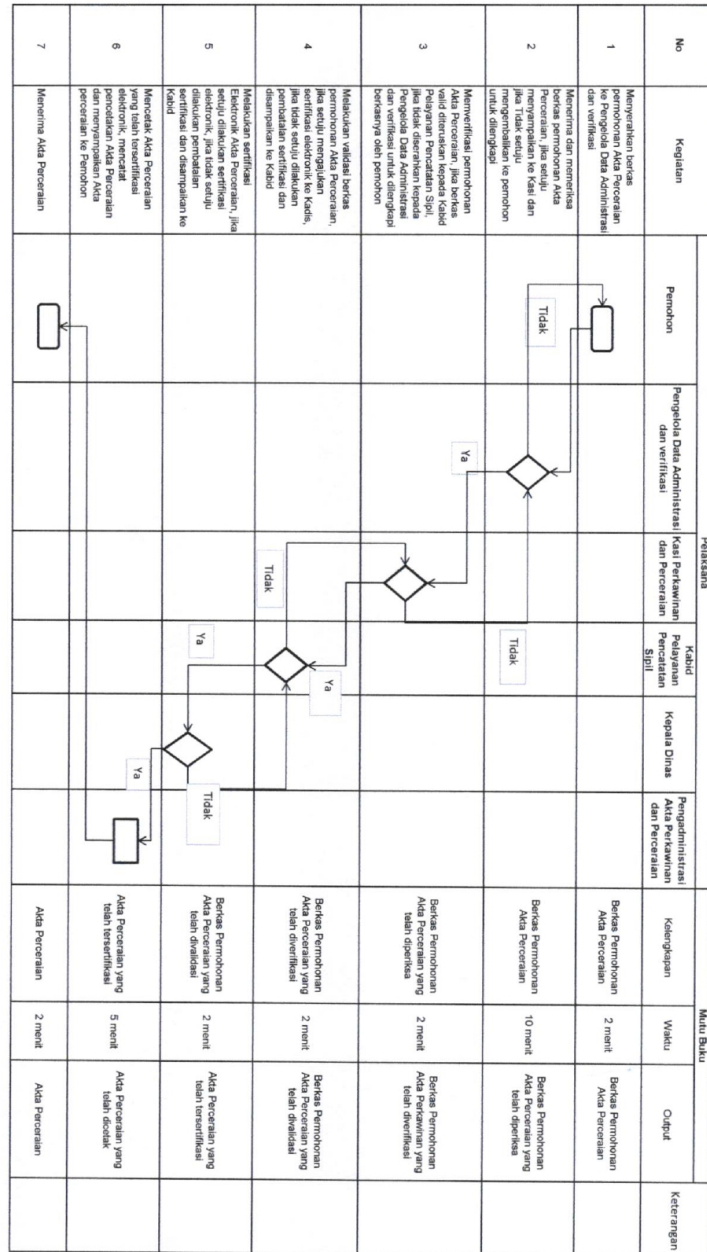 No
Kegiatan
Pelaksana
Mutu Buku
Keterangan
Pemohon
Pengelola Data Administrasi
dan verifikasi
Kasi Perkawinan
dan Perceraian
Kabid
Pelayanan
Pencatatan
Sipil
Kepala Dinas
Pengadministrasi
Akta Perkawinan
dan Perceraian
Kelengkapan
Waktu
Output
1
Menyerahkan berkas
permohonan Akta Perceraian
ke Pengelola Data Administrasi
dan verifikasi
Berkas Permohonan
Akta Perceraian
2 menit
Berkas Permohonan
Akta Perceraian
2
Menerima dan memeriksa
berkas permohonan Akta
Perceraian, jika setuju
menyampaikan ke Kasi dan
jika Tidak setuju
mengembalikan ke pemohon
untuk dilengkapi
Tidak
Ya
Tidak
Berkas Permohonan
Akta Perceraian
10 menit
Berkas Permohonan
Akta Perceraian yang
telah diperiksa
3
Memverifikasi permohonan
Akta Perceraian, jika berkas
valid diteruskan kepada Kabid
Pelayanan Pencatatan Sipil,
jika tidak diserahkan kepada
Pengelola Data Administrasi
dan verifikasi untuk dilengkapi
berkasnya oleh pemohon
Berkas Permohonan
Akta Perceraian yang
telah diperiksa
2 menit
Berkas Permohonan
Akta Perkawinan yang
telah diverifikasi
4
Melakukan validasi berkas
permohonan Akta Perceraian,
jika setuju mengajukan
sertifikasi elektronik ke Kadis,
jika tidak setuju dilakukan
pembatalan sertifikasi dan
disampaikan ke Kabid
Tidak
Ya
Berkas Permohonan
Akta Perceraian yang
telah diverifikasi
2 menit
Berkas Permohonan
Akta Perceraian yang
telah divalidasi
5
Melakukan sertifikasi
Elektronik Akta Perceraian, jika
setuju dilakukan sertifikasi
elektronik, jika tidak setuju
dilakukan pembatalan
sertifikasi dan disampaikan ke
Kabid
Ya
Tidak
Berkas Permohonan
Akta Perceraian yang
telah divalidasi
2 menit
Akta Perceraian yang
telah tersertifikasi
6
Mencetak Akta Perceraian
yang telah tersertifikasi
elektronik, mencatat
pencetakan Akta Perceraian
dan menyampaikan Akta
perceraian ke Pemohon
Ya
Akta Perceraian yang
telah tersertifikasi
5 menit
Akta Perceraian yang
telah dicetak
7
Menerima Akta Perceraian
Akta Perceraian
2 menit
Akta Perceraian